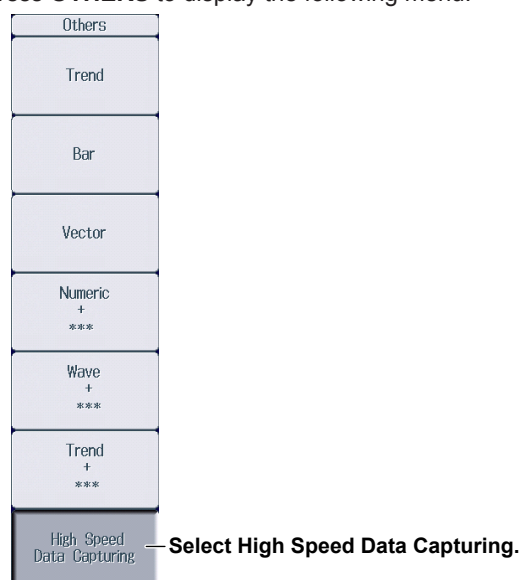 OTHERS to display the following menu.
Others
Trend
Bar
Vector
Numeric
+
***
Wave
+
***
Trend
+
***
High Speed
Data Capturing
Select High Speed Data Capturing.